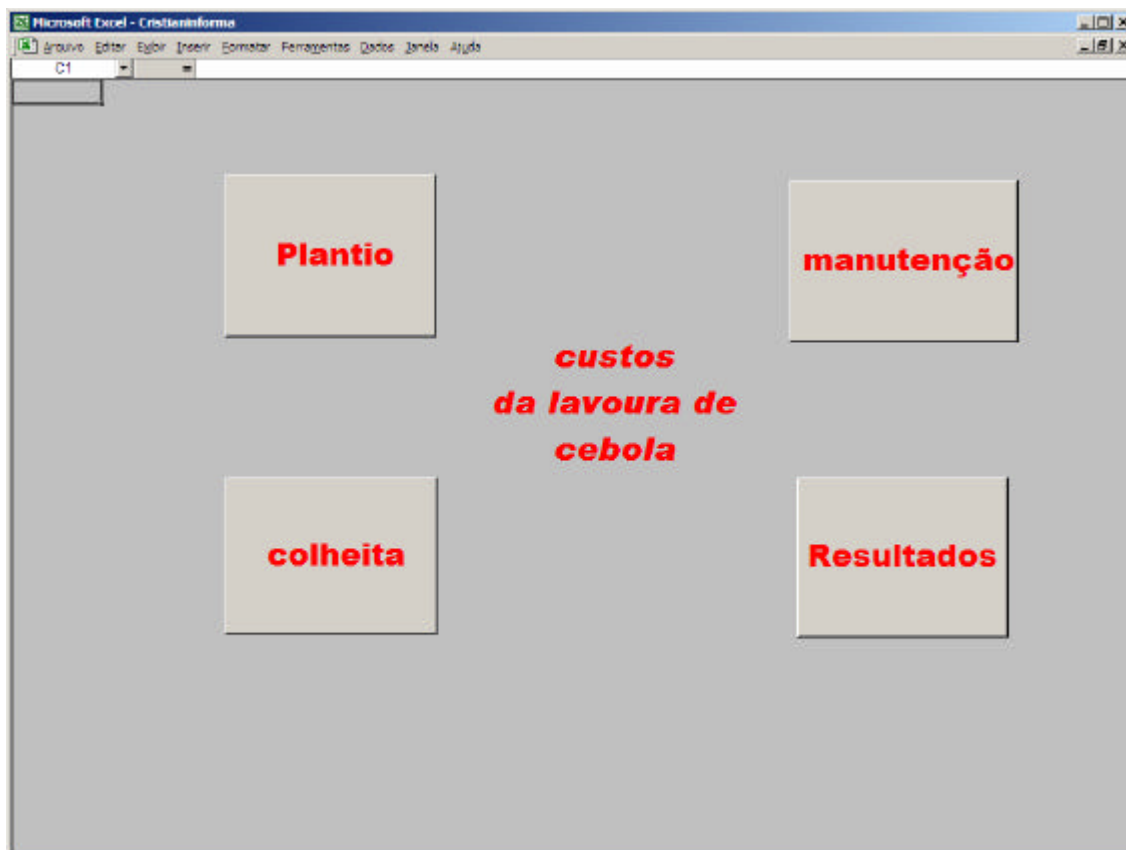 Microsoft Excel - Cristianinforma
Arquivo Editar Exibir Inserir Formatar Ferramentas Dados Janela Ajuda
C1 =
Plantio
manutenção
custos
da lavoura de
cebola
colheita
Resultados